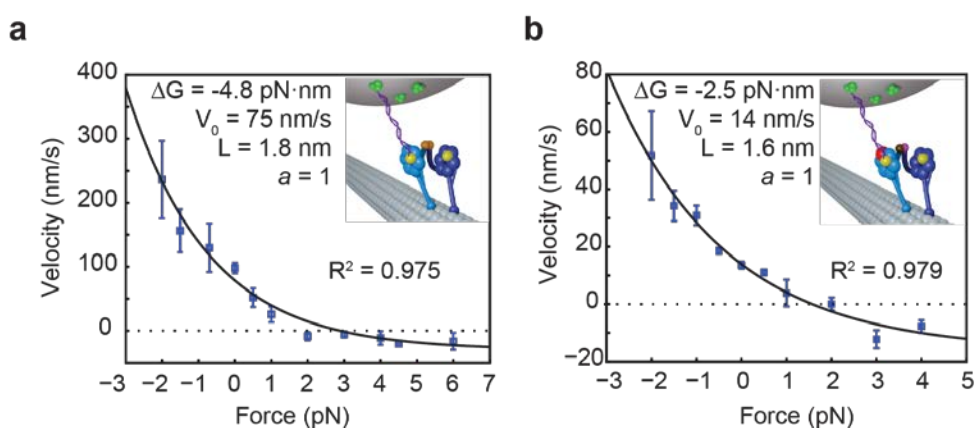 a
400
300
200
100
0
Velocity (nm/s)
−3 −2 −1 0 1 2 3 4 5 6 7
Force (pN)
ΔG = -4.8 pN·nm
V0 = 75 nm/s
L = 1.8 nm
a = 1
R² = 0.975
b
80
60
40
20
0
−20
Velocity (nm/s)
−3 −2 −1 0 1 2 3 4 5
Force (pN)
ΔG = -2.5 pN·nm
V0 = 14 nm/s
L = 1.6 nm
a = 1
R² = 0.979